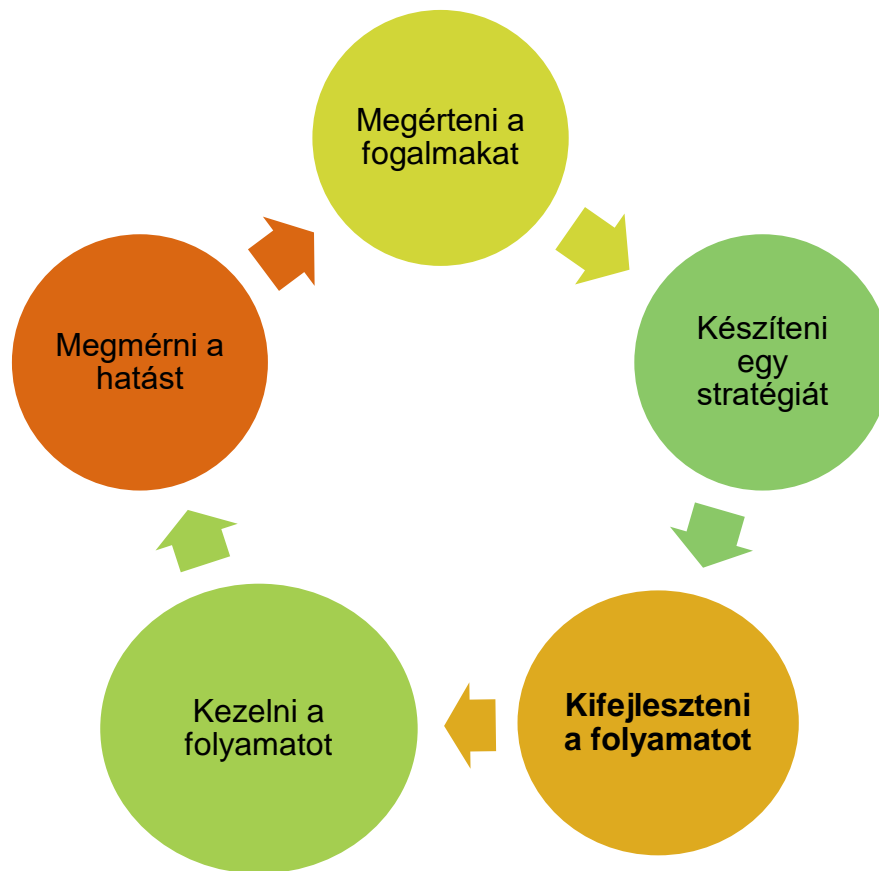 Megérteni a
fogalmakat
Készíteni
egy
stratégiát
Kifejleszteni
a folyamatot
Kezelni a
folyamatot
Megmérni a
hatást